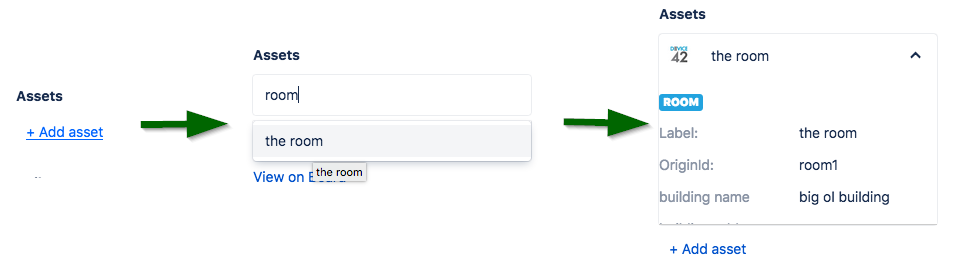 Assets
+ Add asset
Assets
room
the room
the room
View on
Assets
DEVICE
42
the room
ROOM
Label: the room
OriginId: room1
building name big ol building
+ Add asset